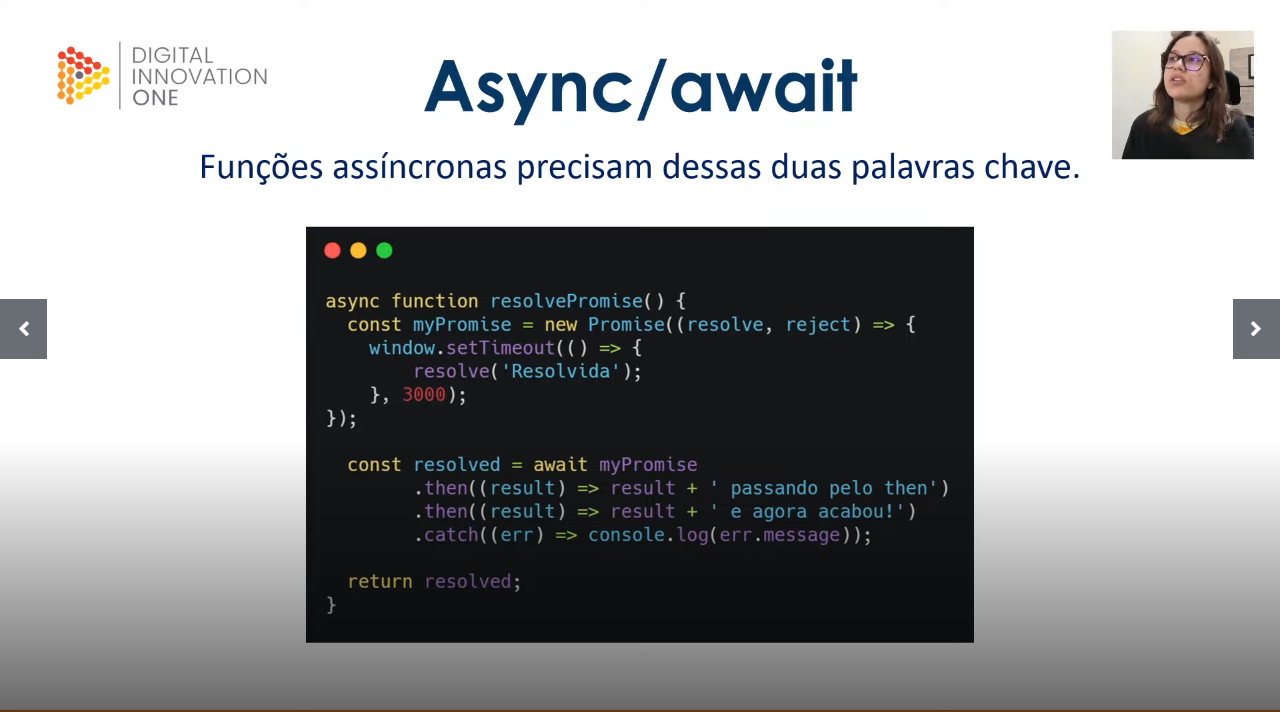 DIGITAL
INNOVATION
ONE
Async/await
Funções assíncronas precisam dessas duas palavras chave.
async function resolvePromise() {
  const myPromise = new Promise((resolve, reject) => {
    window.setTimeout(() => {
        resolve('Resolvida');
    }, 3000);
});
  const resolved = await myPromise
        .then((result) => result + ' passando pelo then')
        .then((result) => result + ' e agora acabou!')
        .catch((err) => console.log(err.message));
  return resolved;
}